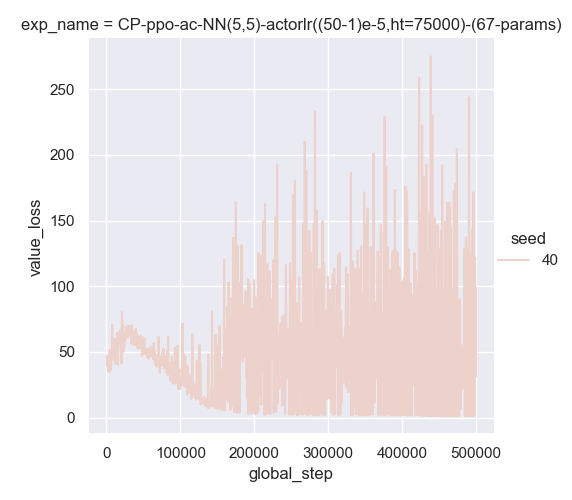 exp_name = CP-ppo-ac-NN(5,5)-actorlr((50-1)e-5,ht=75000)-(67-params)
250
200
150
100
50
0
value_loss
0 100000 200000 300000 400000 500000
global_step
seed
40